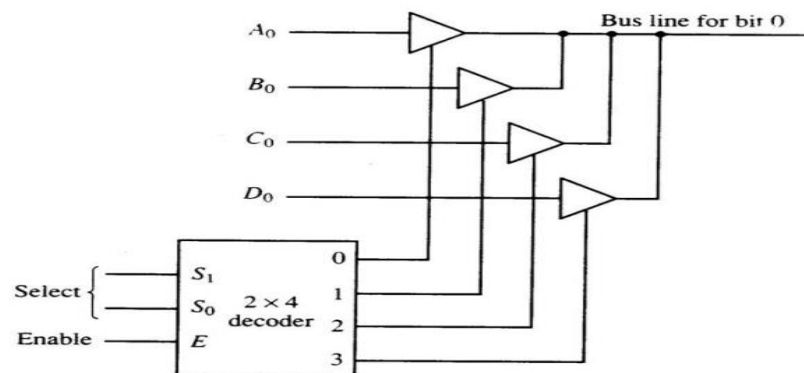 Bus line for bit 0
A0
B0
C0
D0
Select
Enable
S1
S0
E
2 × 4
decoder
0
1
2
3